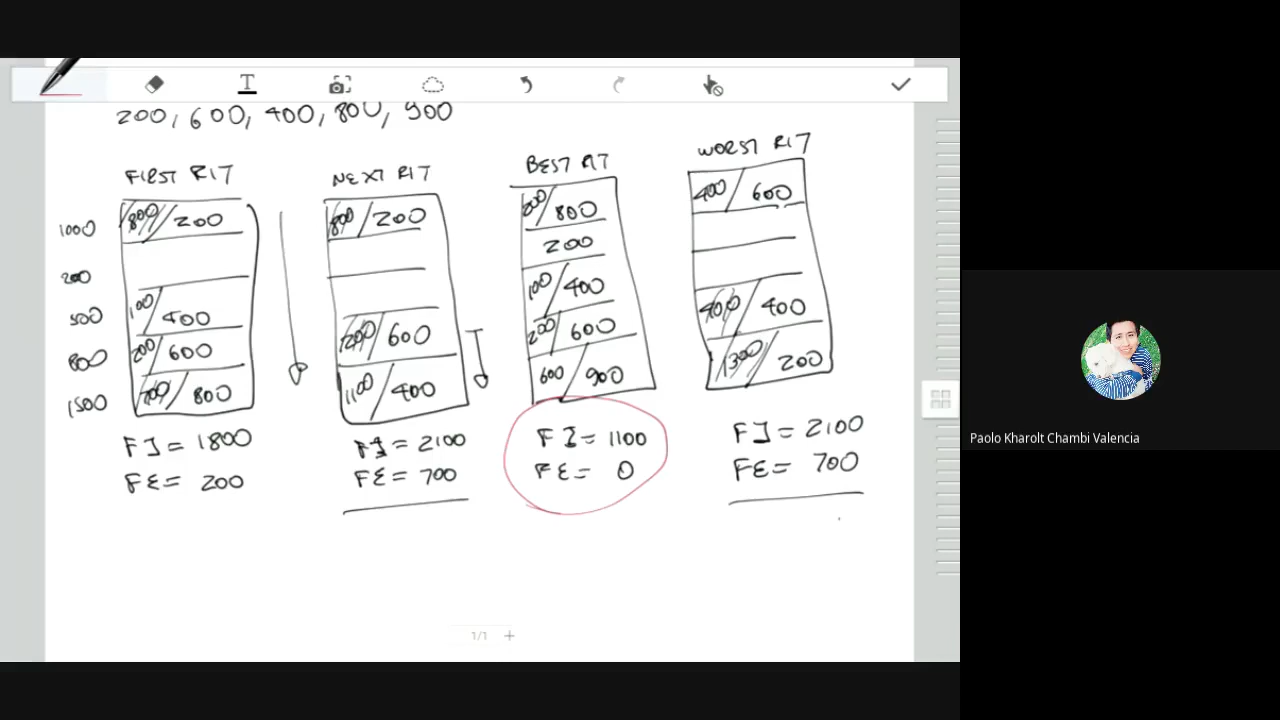 200, 600, 400, 800, 900
FIRST FIT
1000
200
500
800
1500
800/ 200
100/ 400
200/ 600
700/ 800
FI = 1800
FE = 200
NEXT FIT
800/ 200
200/ 600
1100/ 400
FI = 2100
FE = 700
BEST FIT
200/ 800
200
100/ 400
200/ 600
600/ 900
FI = 1100
FE = 0
WORST FIT
400/ 600
400/ 400
1300/ 200
FI = 2100
FE = 700
1/1 +
Paolo Kharolt Chambi Valencia